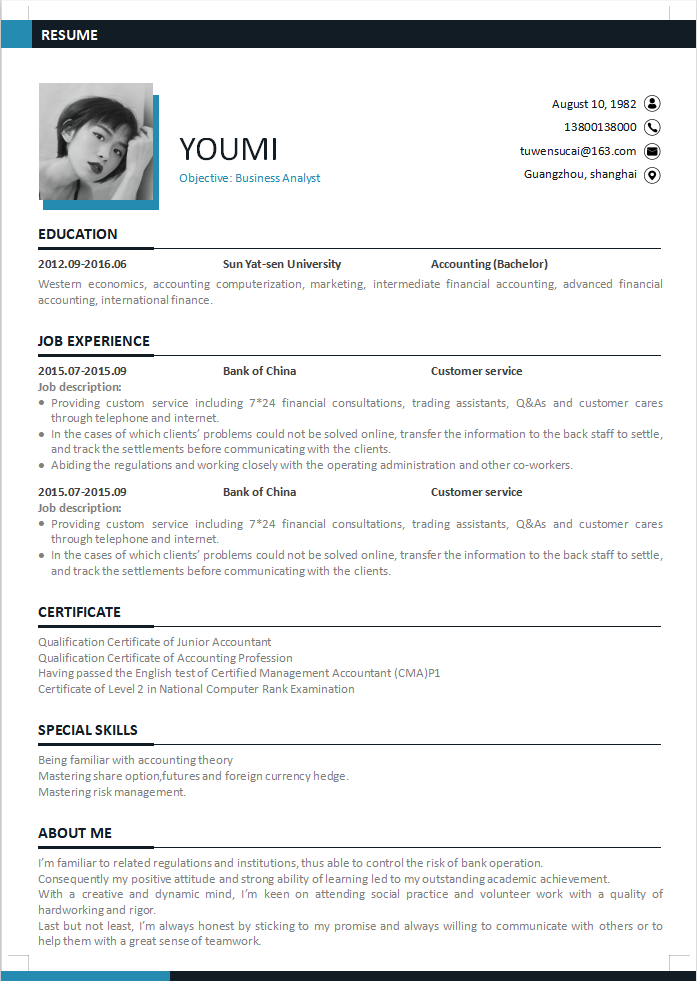 RESUME
August 10, 1982
13800138000
YOUMI
tuwensucai@163.com
Objective: Business Analyst
Guangzhou, shanghai
EDUCATION
2012.09-2016.06 Sun Yat-sen University Accounting (Bachelor)
Western economics, accounting computerization, marketing, intermediate financial accounting, advanced financial
accounting, international finance.
JOB EXPERIENCE
2015.07-2015.09 Bank of China Customer service
Job description:
● Providing custom service including 7*24 financial consultations, trading assistants, Q&As and customer cares
through telephone and internet.
● In the cases of which clients’ problems could not be solved online, transfer the information to the back staff to settle,
and track the settlements before communicating with the clients.
● Abiding the regulations and working closely with the operating administration and other co-workers.
2015.07-2015.09 Bank of China Customer service
Job description:
● Providing custom service including 7*24 financial consultations, trading assistants, Q&As and customer cares
through telephone and internet.
● In the cases of which clients’ problems could not be solved online, transfer the information to the back staff to settle,
and track the settlements before communicating with the clients.
CERTIFICATE
Qualification Certificate of Junior Accountant
Qualification Certificate of Accounting Profession
Having passed the English test of Certified Management Accountant (CMA)P1
Certificate of Level 2 in National Computer Rank Examination
SPECIAL SKILLS
Being familiar with accounting theory
Mastering share option,futures and foreign currency hedge.
Mastering risk management.
ABOUT ME
I’m familiar to related regulations and institutions, thus able to control the risk of bank operation.
Consequently my positive attitude and strong ability of learning led to my outstanding academic achievement.
With a creative and dynamic mind, I’m keen on attending social practice and volunteer work with a quality of
hardworking and rigor.
Last but not least, I’m always honest by sticking to my promise and always willing to communicate with others or to
help them with a great sense of teamwork.